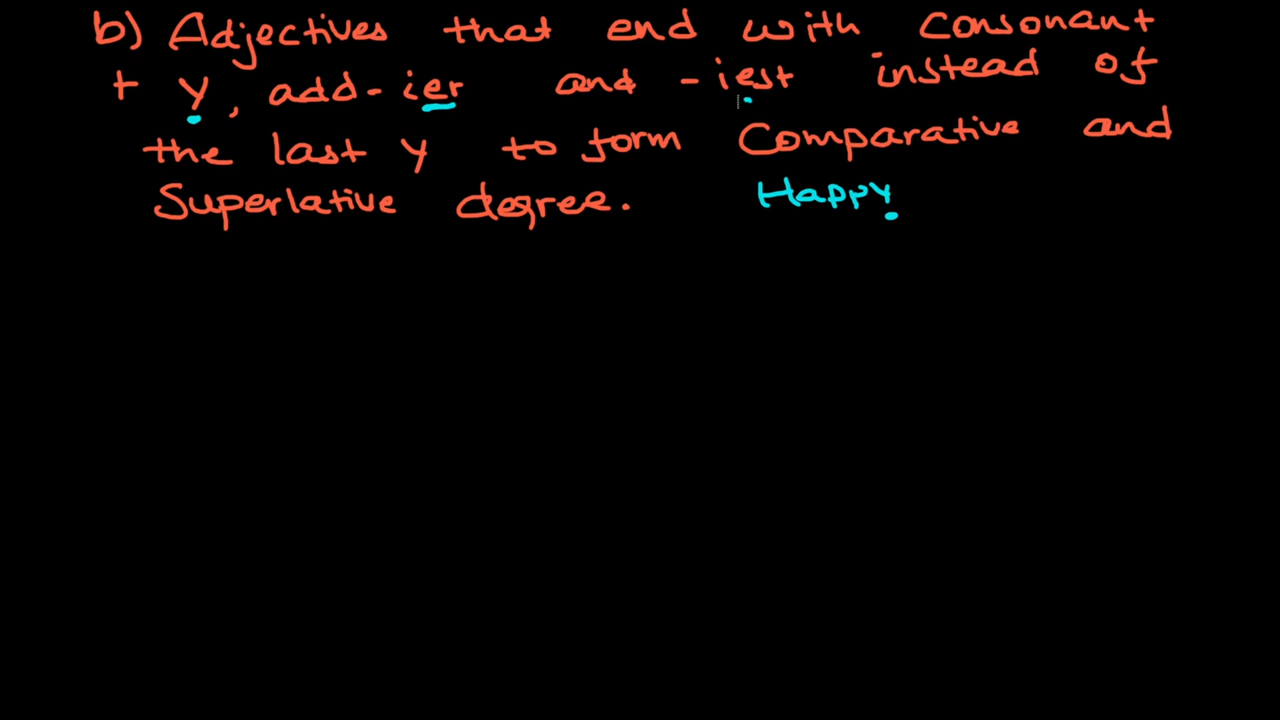 b) Adjectives that end with consonant
+ y, add -ier and -iest instead of
the last y to form Comparative and
Superlative degree. Happy